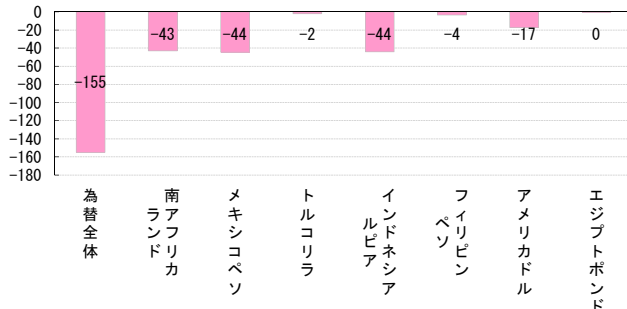 0
-20
-40
-60
-80
-100
-120
-140
-160
-180
-155
-43
-44
-2
-44
-4
-17
0
為替全体
南アフリカ
ランド
メキシコペソ
トルコリラ
インドネシア
ルピア
フィリピン
ペソ
アメリカドル
エジプトポンド